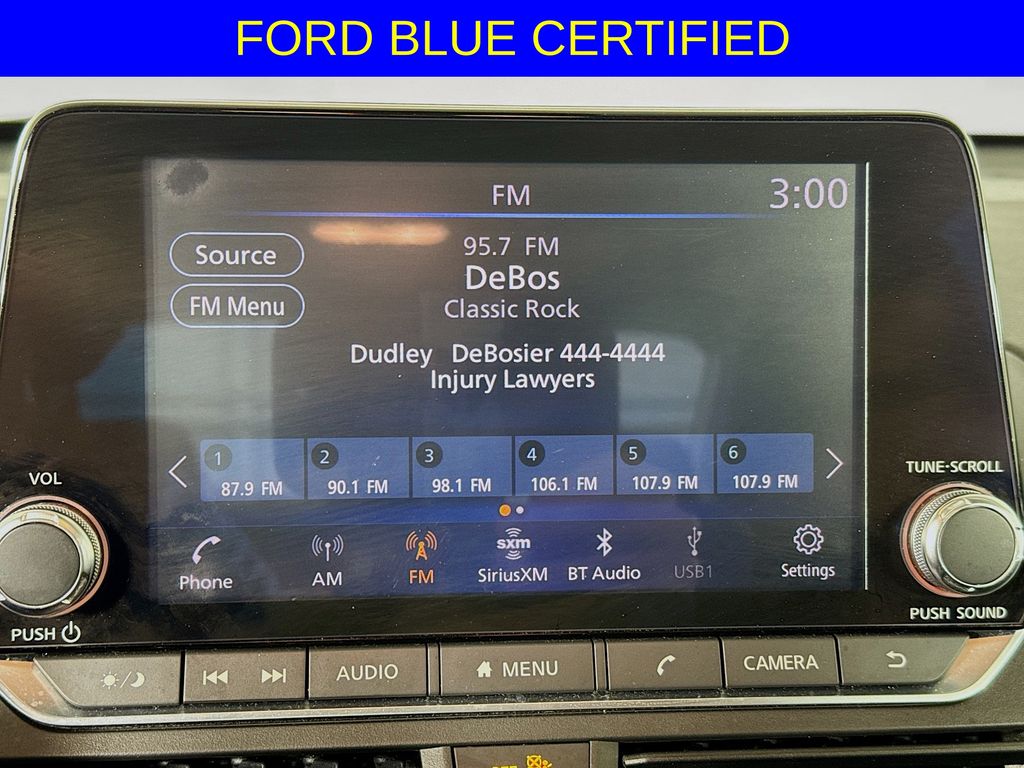 FORD BLUE CERTIFIED
FM
3:00
Source
95.7 FM
DeBos
FM Menu
Classic Rock
Dudley DeBosier 444-4444
Injury Lawyers
1 87.9 FM
2 90.1 FM
3 98.1 FM
4 106.1 FM
5 107.9 FM
6 107.9 FM
Phone
AM
FM
sxm
SiriusXM
BT Audio
USB1
Settings
VOL
PUSH
TUNE·SCROLL
PUSH SOUND
AUDIO
MENU
CAMERA